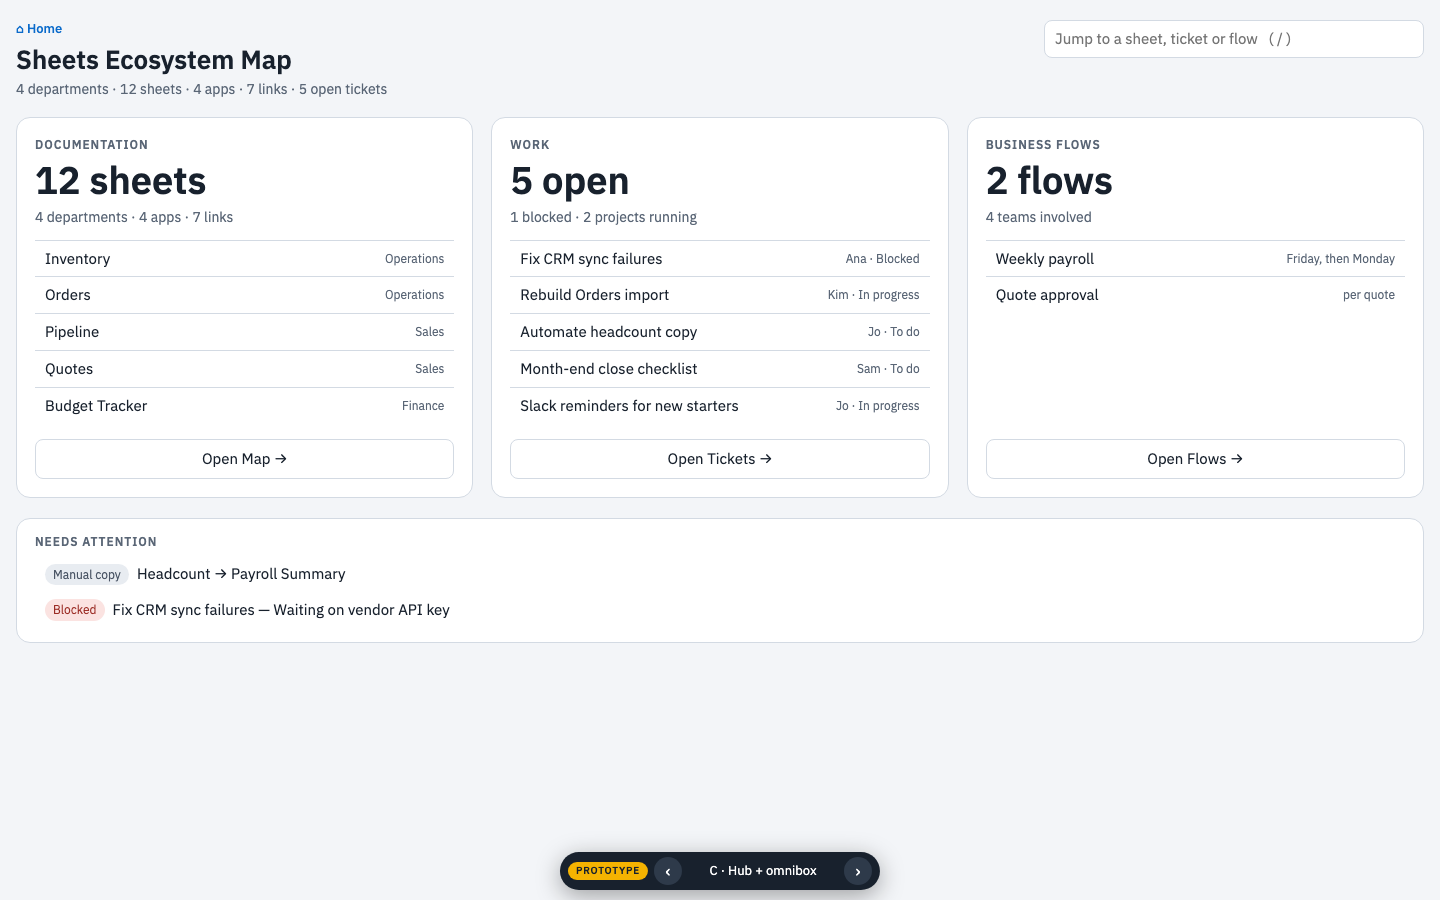 ⌂ Home
Jump to a sheet, ticket or flow (/)
Sheets Ecosystem Map
4 departments · 12 sheets · 4 apps · 7 links · 5 open tickets
DOCUMENTATION
12 sheets
4 departments · 4 apps · 7 links
Inventory Operations
Orders Operations
Pipeline Sales
Quotes Sales
Budget Tracker Finance
Open Map →
WORK
5 open
1 blocked · 2 projects running
Fix CRM sync failures Ana · Blocked
Rebuild Orders import Kim · In progress
Automate headcount copy Jo · To do
Month-end close checklist Sam · To do
Slack reminders for new starters Jo · In progress
Open Tickets →
BUSINESS FLOWS
2 flows
4 teams involved
Weekly payroll Friday, then Monday
Quote approval per quote
Open Flows →
NEEDS ATTENTION
Manual copy Headcount → Payroll Summary
Blocked Fix CRM sync failures — Waiting on vendor API key
PROTOTYPE ‹ C · Hub + omnibox ›